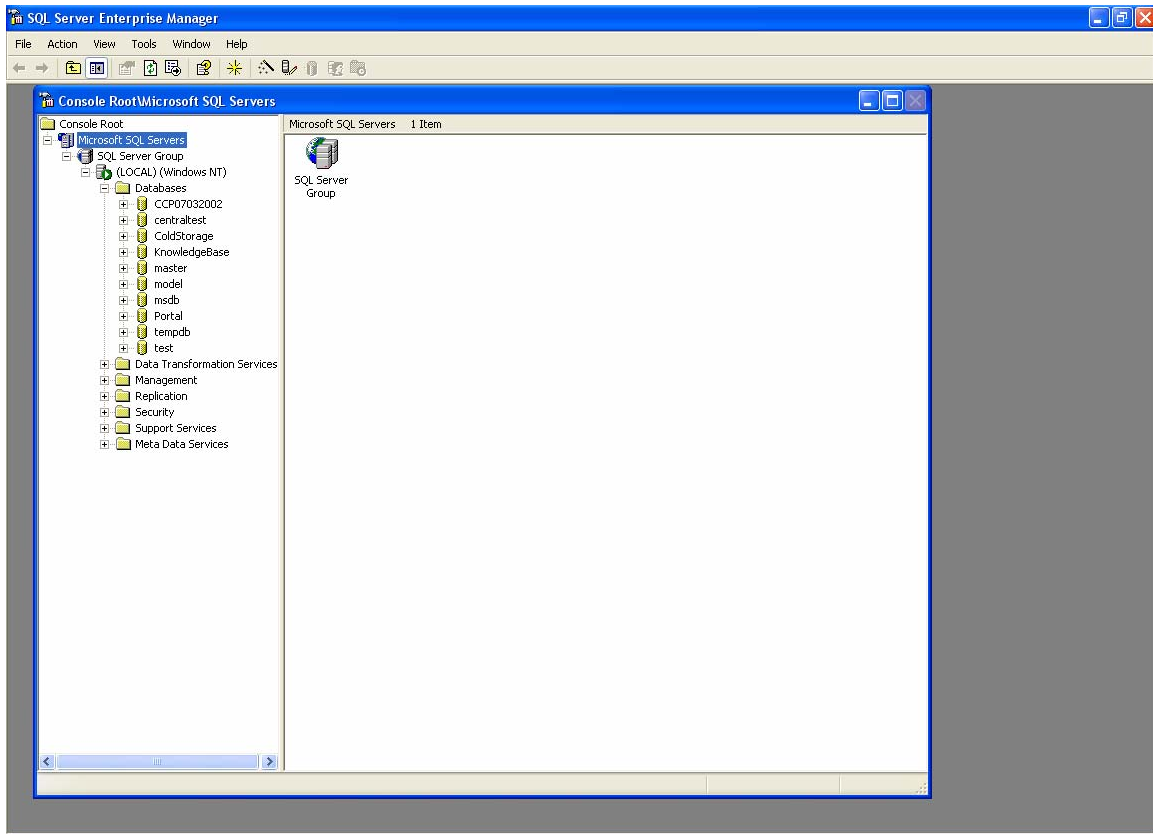 SQL Server Enterprise Manager
File Action View Tools Window Help
Console Root\Microsoft SQL Servers
Console Root
Microsoft SQL Servers
SQL Server Group
(LOCAL) (Windows NT)
Databases
CCP07032002
centraltest
ColdStorage
KnowledgeBase
master
model
msdb
Portal
tempdb
test
Data Transformation Services
Management
Replication
Security
Support Services
Meta Data Services
Microsoft SQL Servers 1 Item
SQL Server
Group